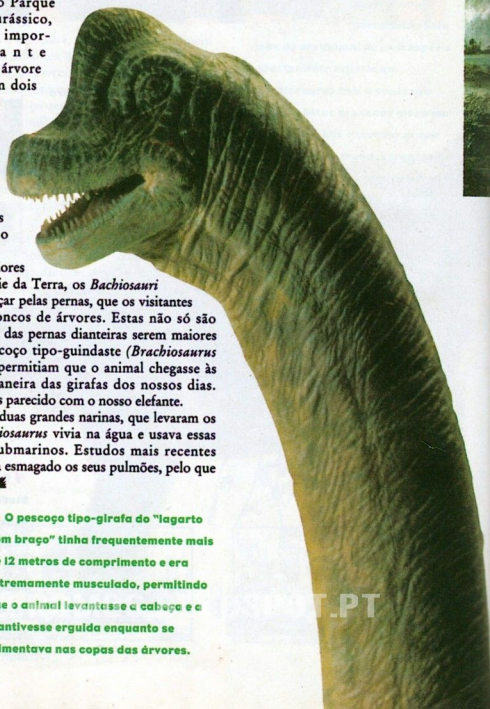 o Parque
rássico,
impor-
ante
árvore
n dois
s
o
ores
ie da Terra, os Bachiosauri
çar pelas pernas, que os visitantes
oncos de árvores. Estas não só são
das pernas dianteiras serem maiores
coço tipo-guindaste (Brachiosaurus
permitiam que o animal chegasse às
aneira das girafas dos nossos dias.
s parecido com o nosso elefante.
duas grandes narinas, que levaram os
iosaurus vivia na água e usava essas
ubmarinos. Estudos mais recentes
esmagado os seus pulmões, pelo que
O pescoço tipo-girafa do "lagarto
om braço" tinha frequentemente mais
12 metros de comprimento e era
tremamente musculado, permitindo
e o animal levantasse a cabeça e a
antivesse erguida enquanto se
imentava nas copas das árvores.